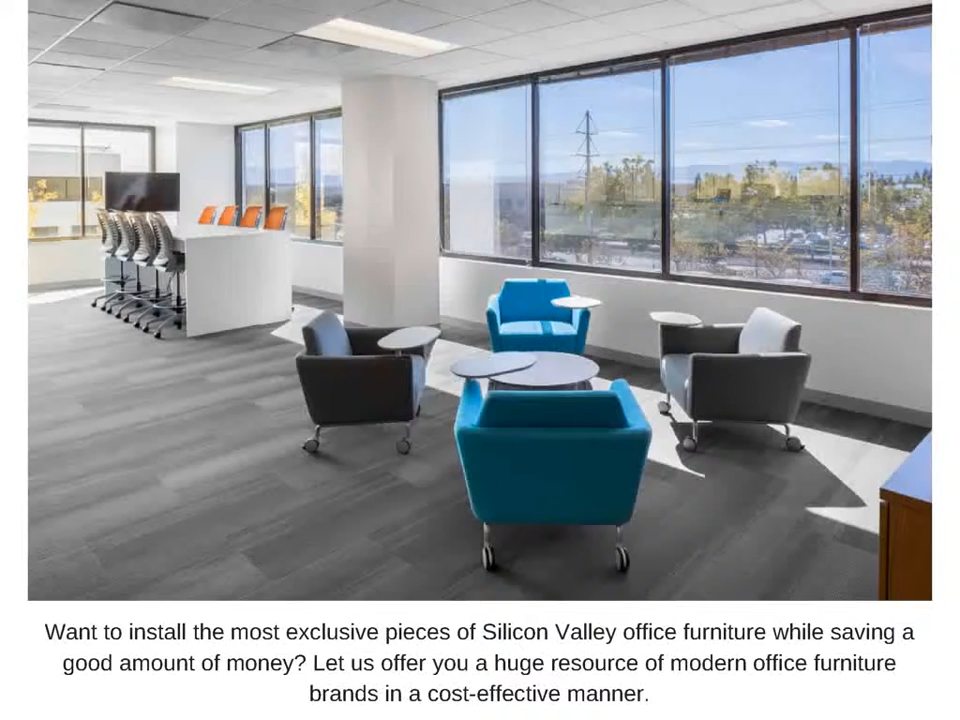 Want to install the most exclusive pieces of Silicon Valley office furniture while saving a
good amount of money? Let us offer you a huge resource of modern office furniture
brands in a cost-effective manner.